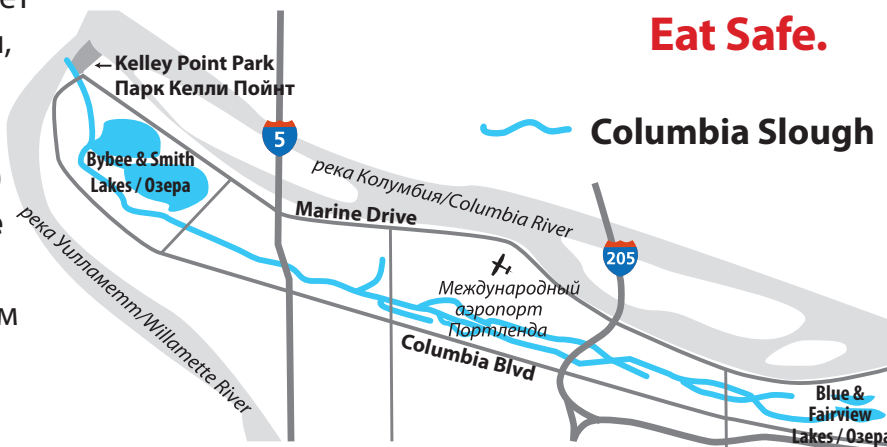 Eat Safe.
←Kelley Point Park
Парк Келли Пойнт
5
Columbia Slough
Bybee & Smith
Lakes / Озера
река Колумбия/Columbia River
Marine Drive
205
река Уилламетт/Willamette River
Международный
аэропорт
Портленда
Columbia Blvd
Blue &
Fairview
Lakes / Озера